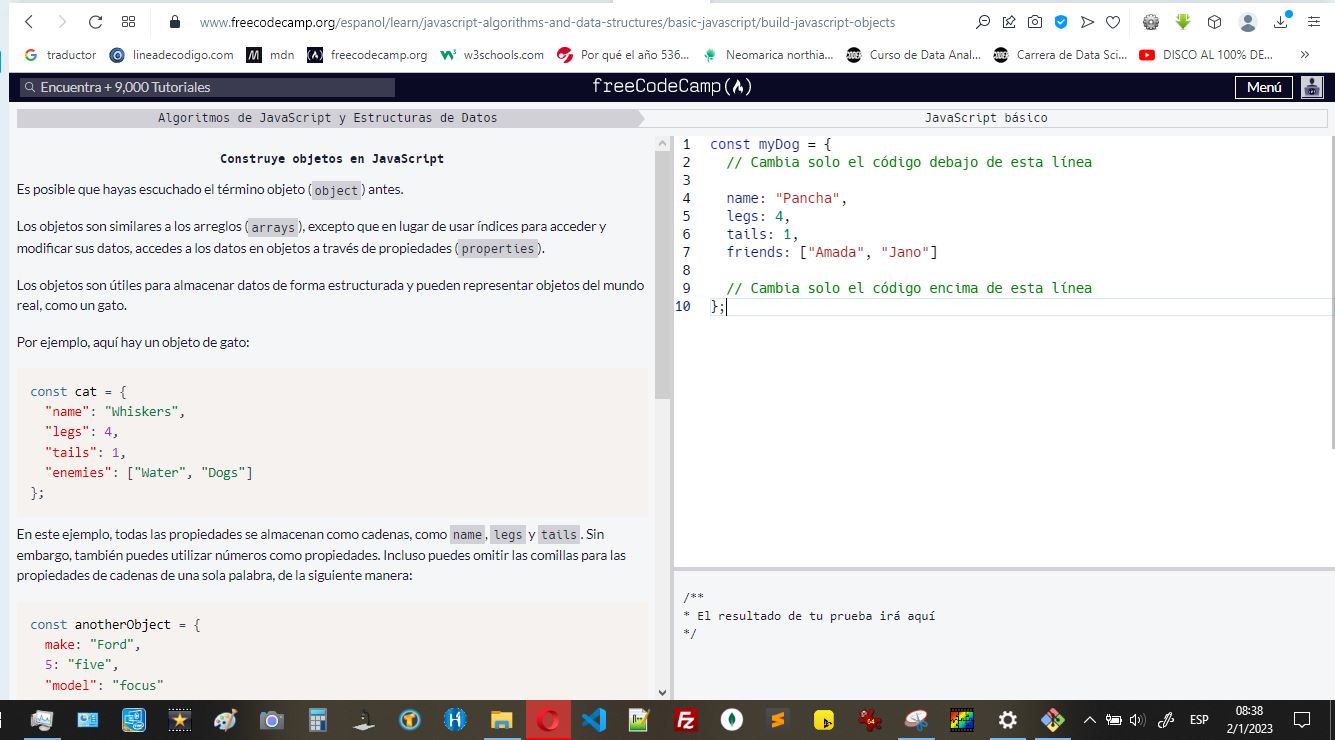 www.freecodecamp.org/espanol/learn/javascript-algorithms-and-data-structures/basic-javascript/build-javascript-objects
traductor lineadecodigo.com mdn freecodecamp.org w3schools.com Por qué el año 536... Neomarica northia... Curso de Data Anal... Carrera de Data Sci... DISCO AL 100% DE...
Encuentra + 9,000 Tutoriales
freeCodeCamp
Menú
Algoritmos de JavaScript y Estructuras de Datos
JavaScript básico
Construye objetos en JavaScript
Es posible que hayas escuchado el término objeto (object) antes.
Los objetos son similares a los arreglos (arrays), excepto que en lugar de usar índices para acceder y
modificar sus datos, accedes a los datos en objetos a través de propiedades (properties).
Los objetos son útiles para almacenar datos de forma estructurada y pueden representar objetos del mundo
real, como un gato.
Por ejemplo, aquí hay un objeto de gato:
const cat = {
"name": "Whiskers",
"legs": 4,
"tails": 1,
"enemies": ["Water", "Dogs"]
};
En este ejemplo, todas las propiedades se almacenan como cadenas, como name, legs y tails. Sin
embargo, también puedes utilizar números como propiedades. Incluso puedes omitir las comillas para las
propiedades de cadenas de una sola palabra, de la siguiente manera:
const anotherObject = {
make: "Ford",
5: "five",
"model": "focus"
1 const myDog = {
2 // Cambia solo el código debajo de esta línea
3
4 name: "Pancha",
5 legs: 4,
6 tails: 1,
7 friends: ["Amada", "Jano"]
8
9 // Cambia solo el código encima de esta línea
10 };
/**
* El resultado de tu prueba irá aquí
*/
ESP
08:38
2/1/2023